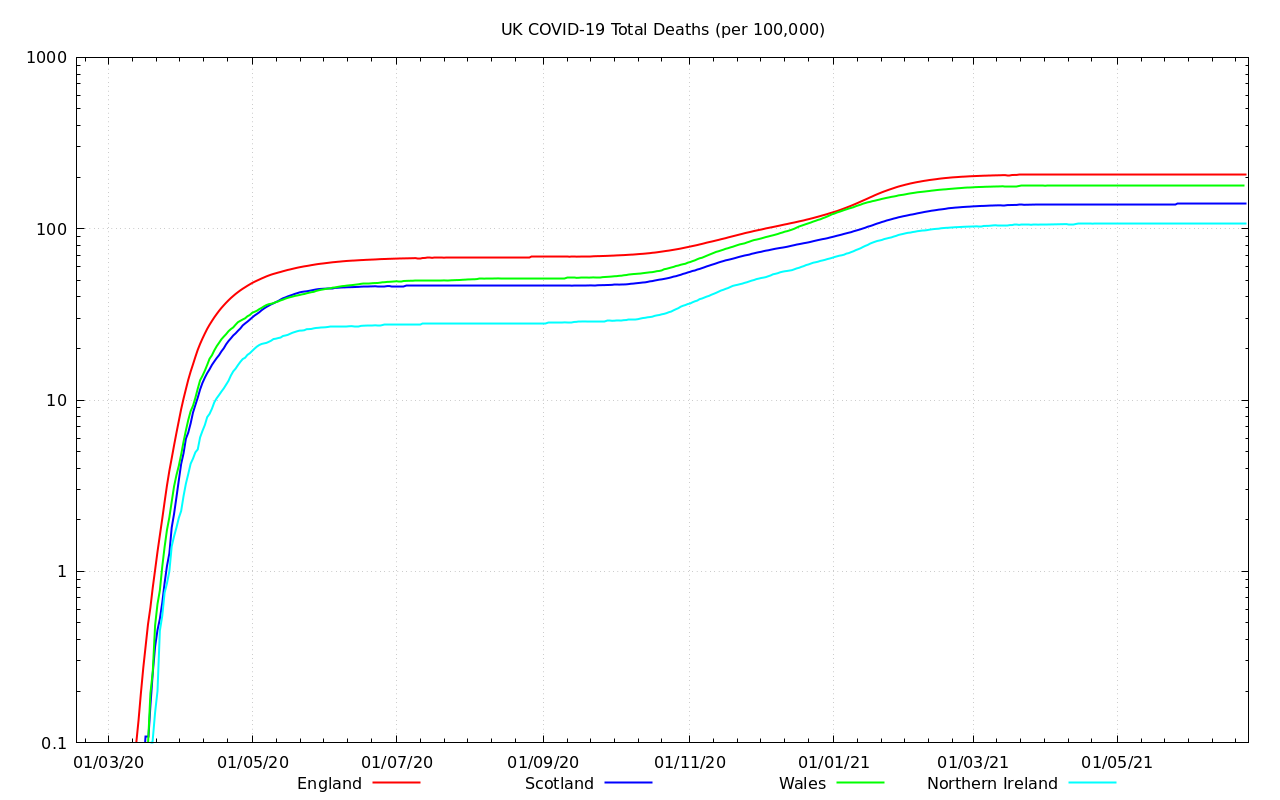 UK COVID-19 Total Deaths (per 100,000)
1000
100
10
1
0.1
01/03/20 01/05/20 01/07/20 01/09/20 01/11/20 01/01/21 01/03/21 01/05/21
England Scotland Wales Northern Ireland